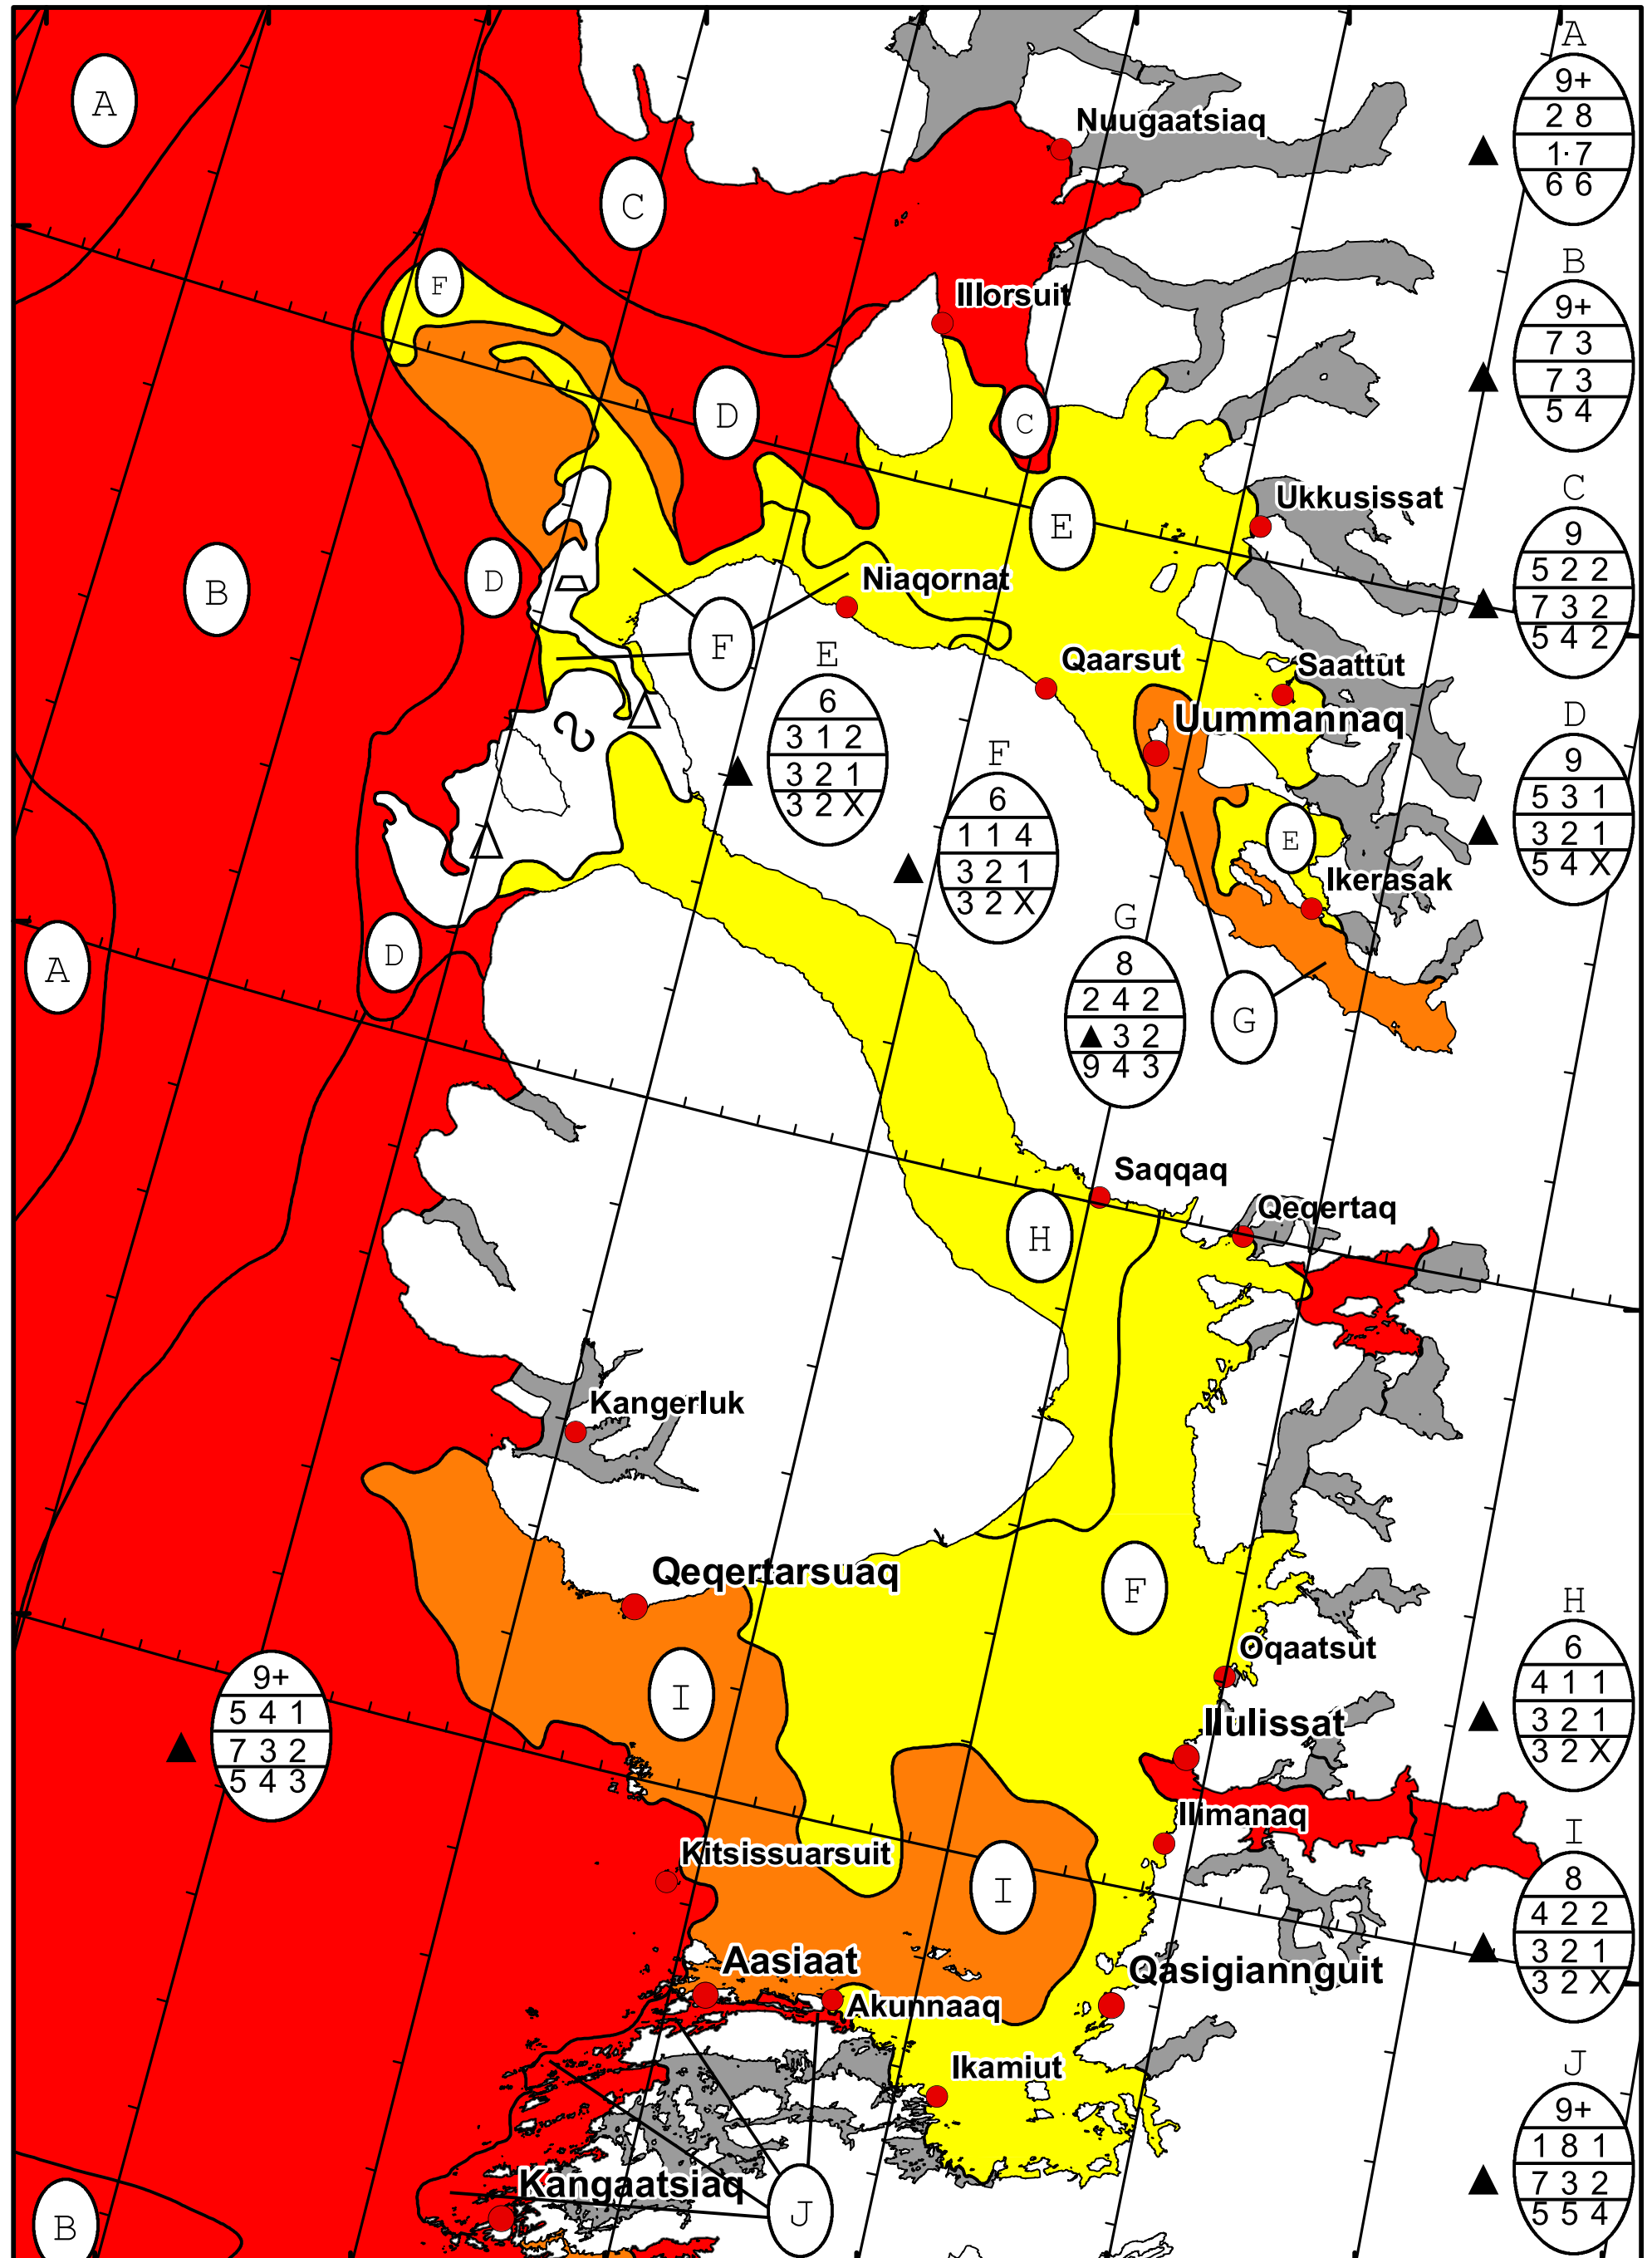 A
A
9+
2 8
1· 7
6 6
Nuugaatsiaq
C
B
9+
7 3
7 3
5 4
F
Illorsuit
D
C
C
9
5 2 2
7 3 2
5 4 2
Ukkusissat
E
B
D
Niaqornat
F
E
6
3 1 2
3 2 1
3 2 X
Qaarsut
Saattut
Uummannaq
D
9
5 3 1
3 2 1
5 4 X
F
6
1 1 4
3 2 1
3 2 X
E
Ikerasak
G
8
2 4 2
▲ 3 2
9 4 3
G
A
D
Saqqaq
Qeqertaq
H
Kangerluk
Qeqertarsuaq
F
H
6
4 1 1
3 2 1
3 2 X
Oqaatsut
9+
5 4 1
7 3 2
5 4 3
I
Ilulissat
Ilimanaq
Kitsissuarsuit
I
I
8
4 2 2
3 2 1
3 2 X
Aasiaat
Qasigiannguit
Akunnaaq
Ikamiut
J
9+
1 8 1
7 3 2
5 5 4
Kangaatsiaq
J
B